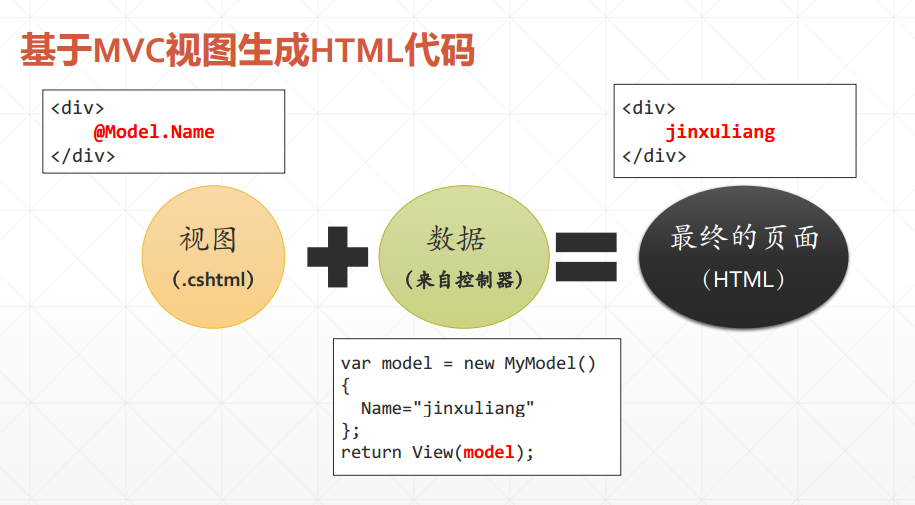 基于MVC视图生成HTML代码
<div>
@Model.Name
</div>
<div>
jinxuliang
</div>
视图
（.cshtml）
数据
（来自控制器）
最终的页面
（HTML）
var model = new MyModel()
{
Name="jinxuliang"
};
return View(model);